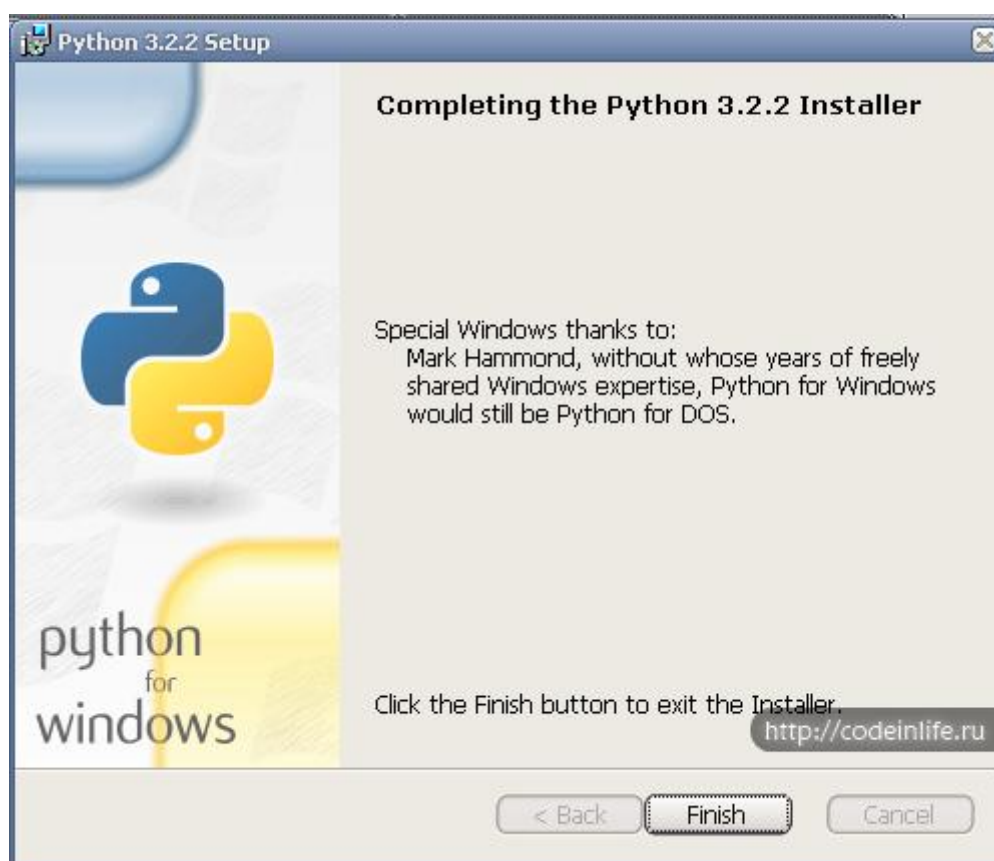 Python 3.2.2 Setup
Completing the Python 3.2.2 Installer
Special Windows thanks to:
Mark Hammond, without whose years of freely
shared Windows expertise, Python for Windows
would still be Python for DOS.
python
for
windows
Click the Finish button to exit the Installer.
http://codeinlife.ru
< Back
Finish
Cancel